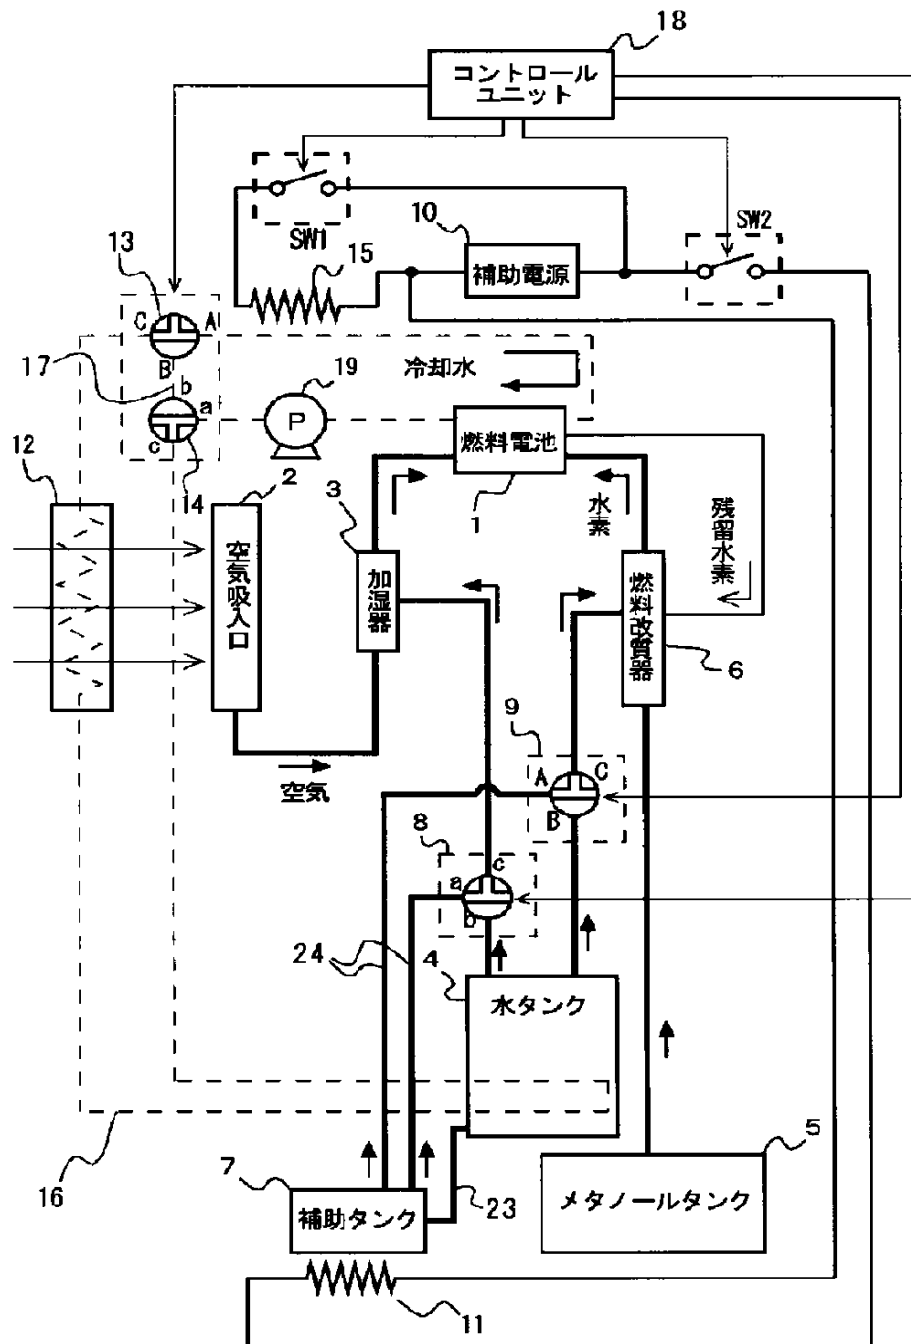 18
コントロール
ユニット
SW1
SW2
10
補助電源
15
13
C
A
B
17
b
a
c
14
冷却水
19
P
燃料電池
1
12
2
空気吸入口
3
加湿器
水素
残留水素
燃料改質器
6
空気
9
A
C
B
8
c
a
b
24
4
水タンク
16
7
補助タンク
23
5
メタノールタンク
11